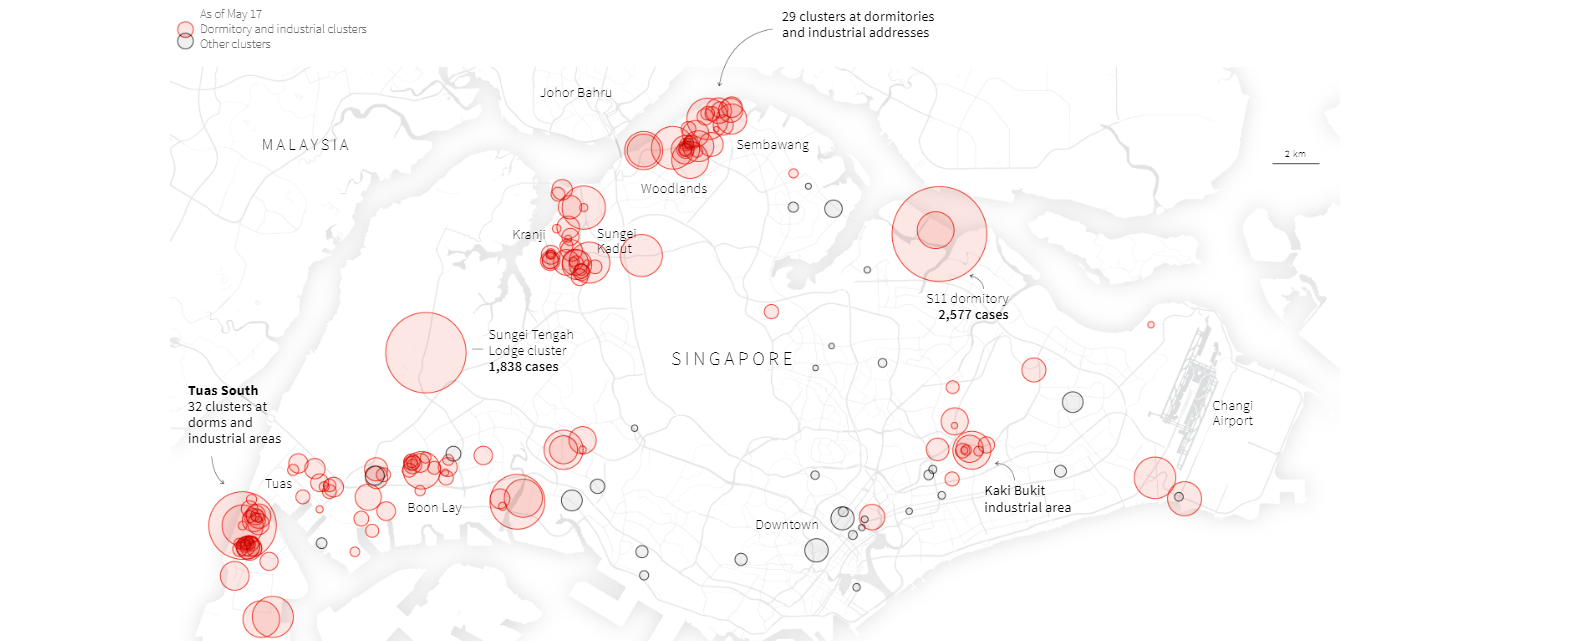 As of May 17
Dormitory and industrial clusters
Other clusters
29 clusters at dormitories
and industrial addresses
Johor Bahru
MALAYSIA
Sembawang
2 km
Woodlands
Kranji
Sungei
Kadut
S11 dormitory
2,577 cases
Sungei Tengah
Lodge cluster
1,838 cases
SINGAPORE
Tuas South
32 clusters at
dorms and
industrial areas
Changi
Airport
Tuas
Boon Lay
Kaki Bukit
industrial area
Downtown